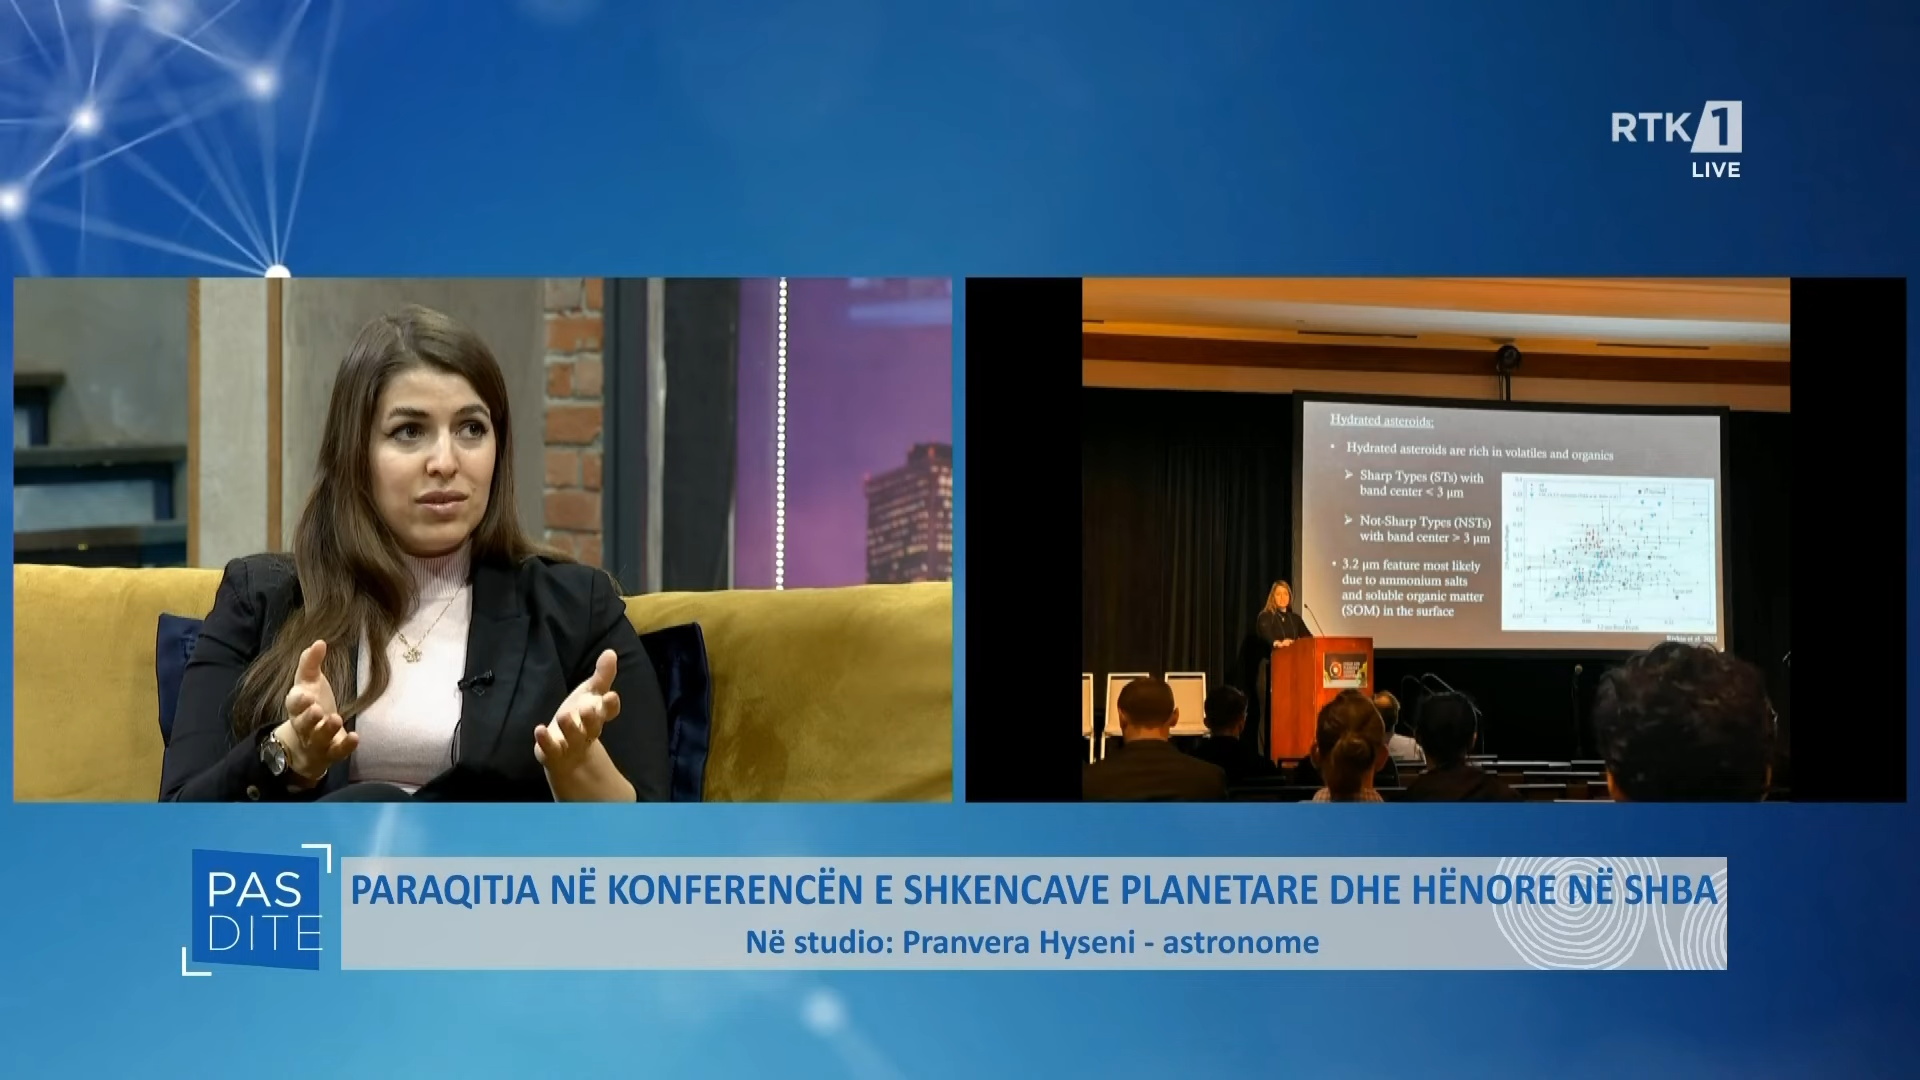 RTK1
LIVE
Hydrated asteroids:
• Hydrated asteroids are rich in volatiles and organics
➤ Sharp Types (STs) with
band center < 3 μm
➤ Not-Sharp Types (NSTs)
with band center > 3 μm
• 3.2 μm feature most likely
due to ammonium salts
and soluble organic matter
(SOM) in the surface
PAS
DITE
PARAQITJA NË KONFERENCËN E SHKENCAVE PLANETARE DHE HËNORE NË SHBA
Në studio: Pranvera Hyseni - astronome